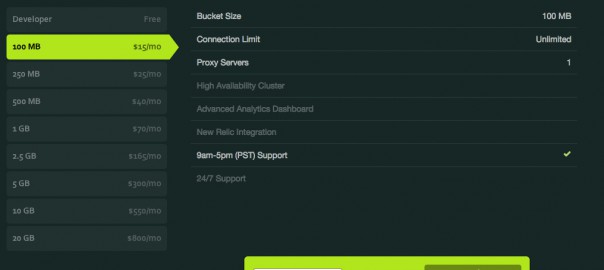 Developer Free
100 MB $15/mo
250 MB $25/mo
500 MB $40/mo
1 GB $70/mo
2.5 GB $165/mo
5 GB $300/mo
10 GB $550/mo
20 GB $800/mo
Bucket Size 100 MB
Connection Limit Unlimited
Proxy Servers 1
High Availability Cluster
Advanced Analytics Dashboard
New Relic Integration
9am-5pm (PST) Support ✓
24/7 Support